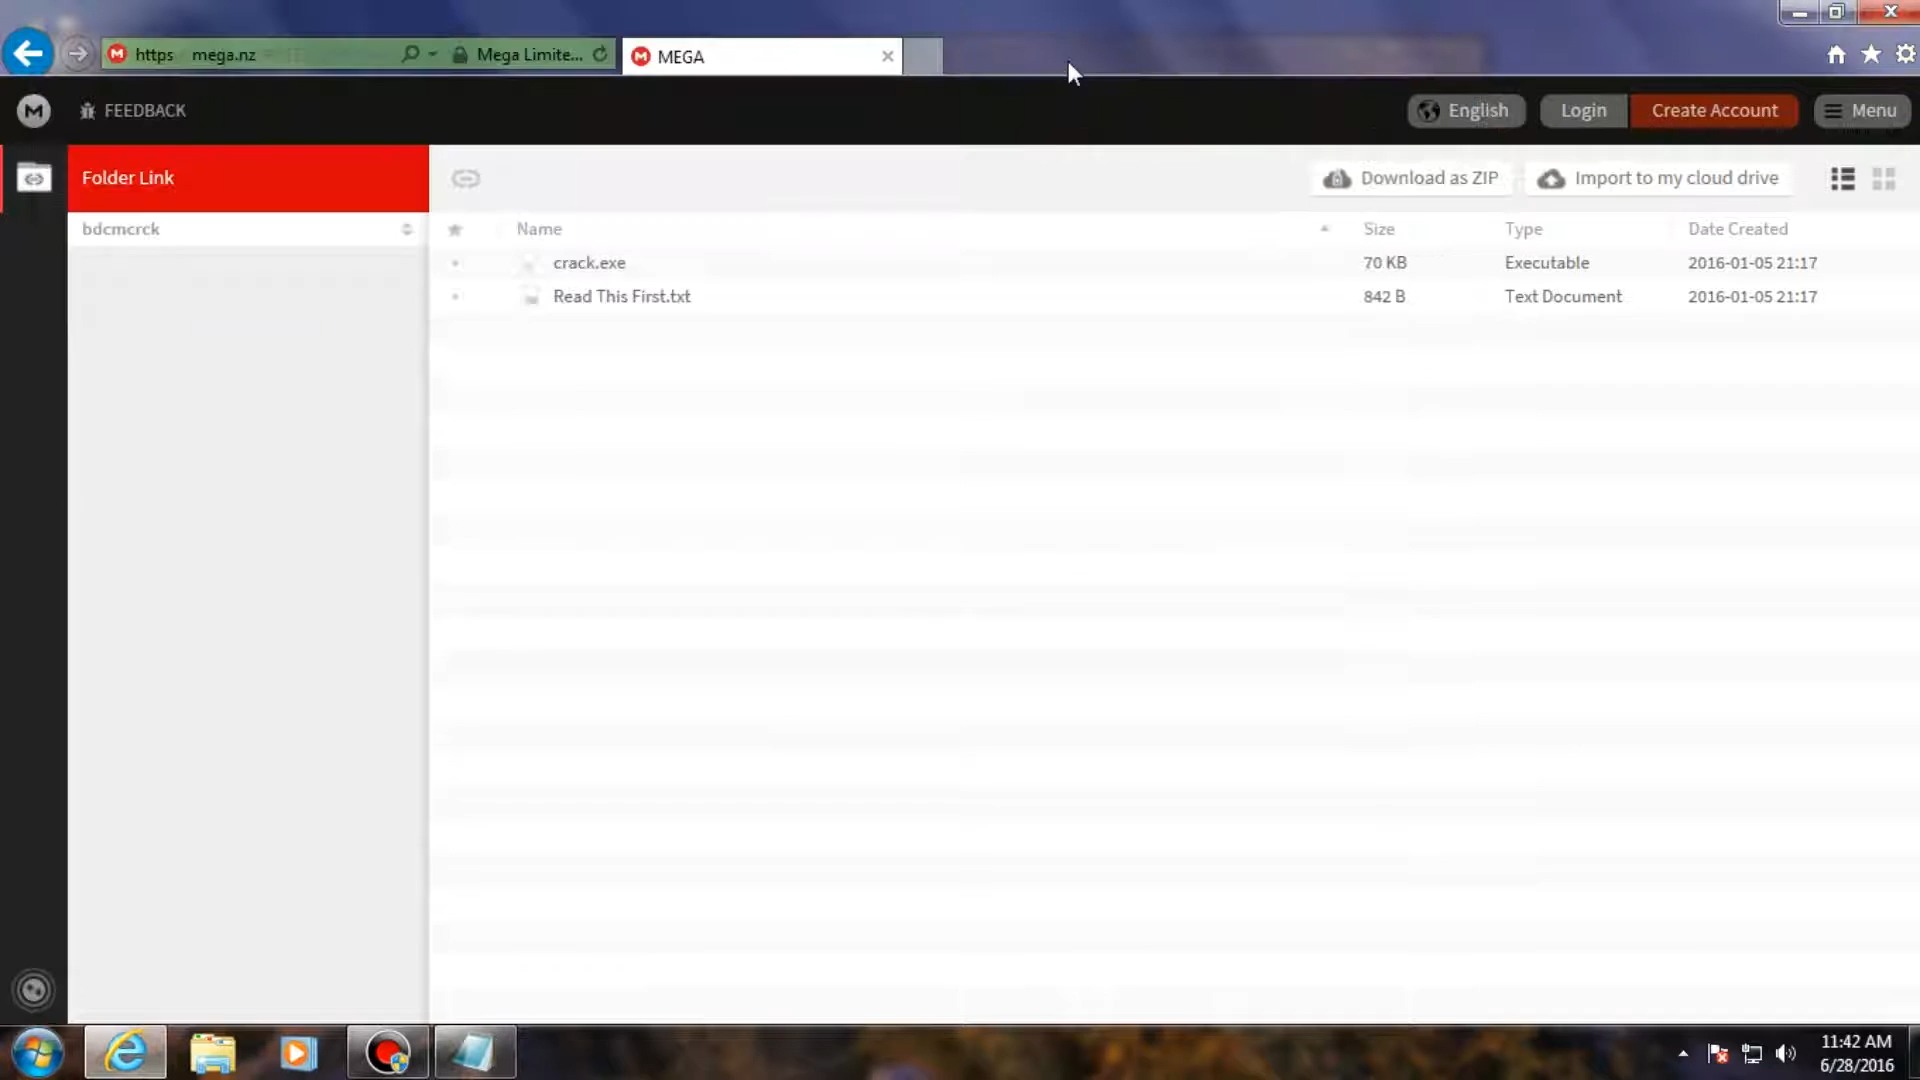 https mega.nz Mega Limite... MEGA
FEEDBACK English Login Create Account Menu
Folder Link Download as ZIP Import to my cloud drive
bdcmcrck Name Size Type Date Created
crack.exe 70 KB Executable 2016-01-05 21:17
Read This First.txt 842 B Text Document 2016-01-05 21:17
11:42 AM
6/28/2016